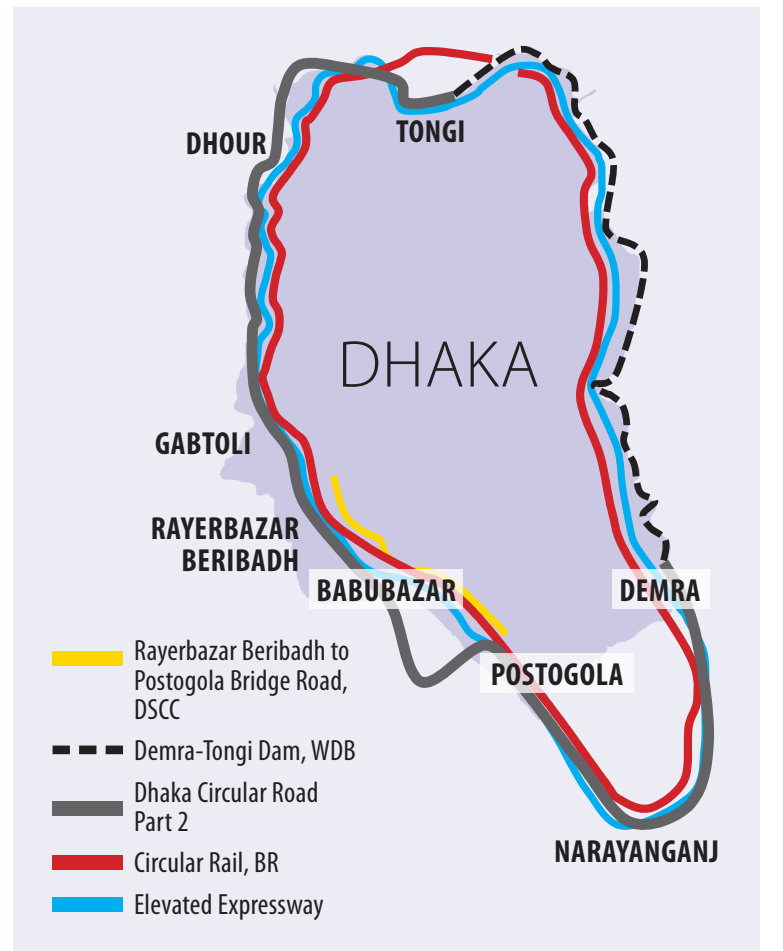 DHOUR
TONGI
DHAKA
GABTOLI
RAYERBAZAR
BERIBADH
BABUBAZAR
DEMRA
POSTOGOLA
NARAYANGANJ
Rayerbazar Beribadh to
Postogola Bridge Road,
DSCC
Demra-Tongi Dam, WDB
Dhaka Circular Road
Part 2
Circular Rail, BR
Elevated Expressway